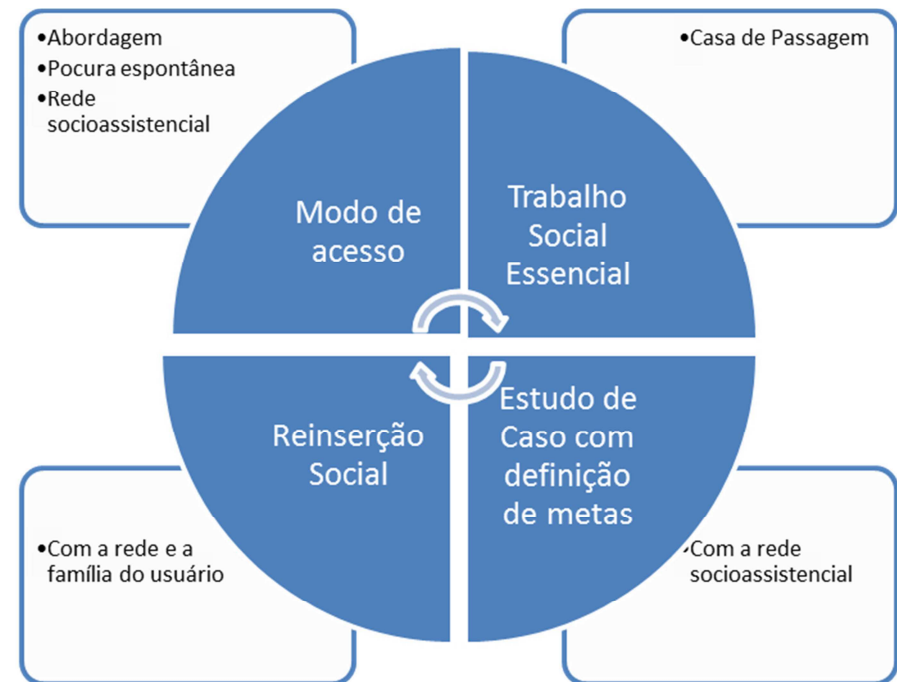 •Abordagem
•Pocura espontânea
•Rede
socioassistencial
•Casa de Passagem
Modo de
acesso
Trabalho
Social
Essencial
Reinserção
Social
Estudo de
Caso com
definição
de metas
•Com a rede e a
família do usuário
•Com a rede
socioassistencial